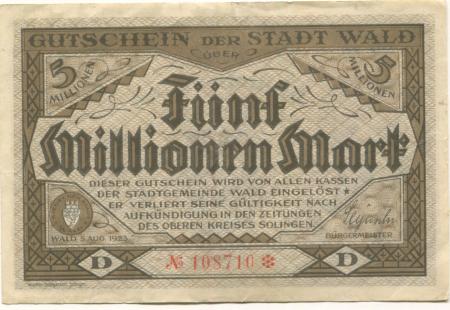 GUTSCHEIN DER STADT WALD
ÜBER
5 MILLIONEN
5 MILLIONEN
Fünf
Millionen Mark
DIESER GUTSCHEIN WIRD VON ALLEN KASSEN
DER STADTGEMEINDE WALD EINGELÖST *
ER VERLIERT SEINE GÜLTIGKEIT NACH
AUFKÜNDIGUNG IN DEN ZEITUNGEN
DES OBEREN KREISES SOLINGEN.
WALD 5. AUG. 1923
BÜRGERMEISTER
D
№ 108710 *
D